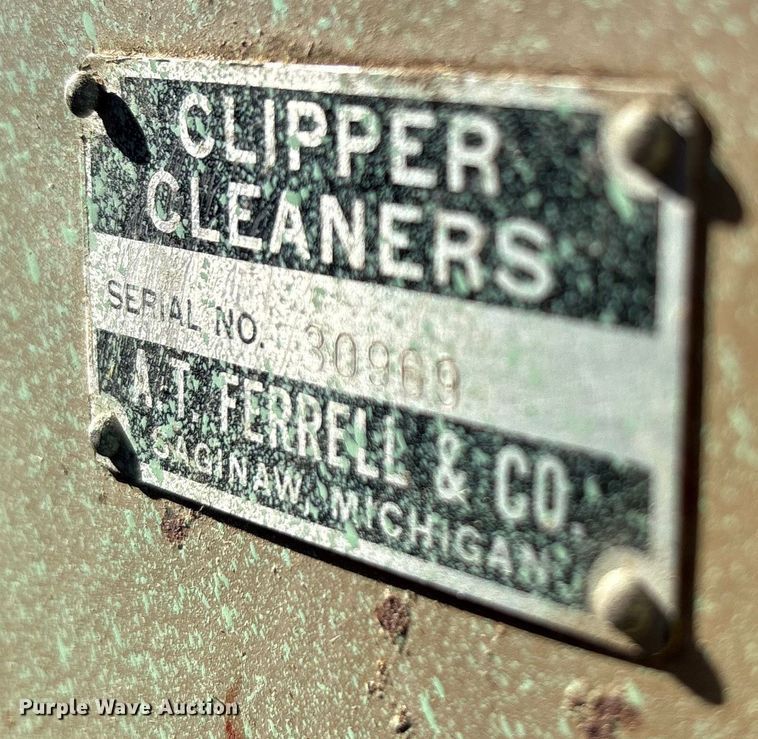 CLIPPER
CLEANERS
SERIAL NO. 30969
A.T. FERRELL & CO.
SAGINAW, MICHIGAN
Purple Wave Auction